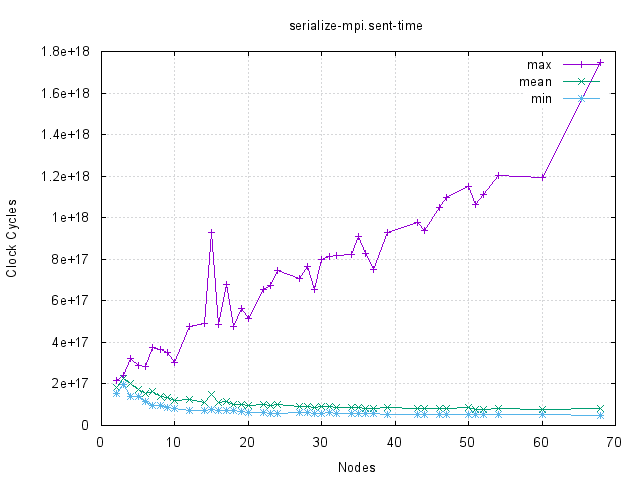 serialize-mpi.sent-time
max
mean
min
1.8e+18
1.6e+18
1.4e+18
1.2e+18
1e+18
8e+17
6e+17
4e+17
2e+17
0
Clock Cycles
0 10 20 30 40 50 60 70
Nodes